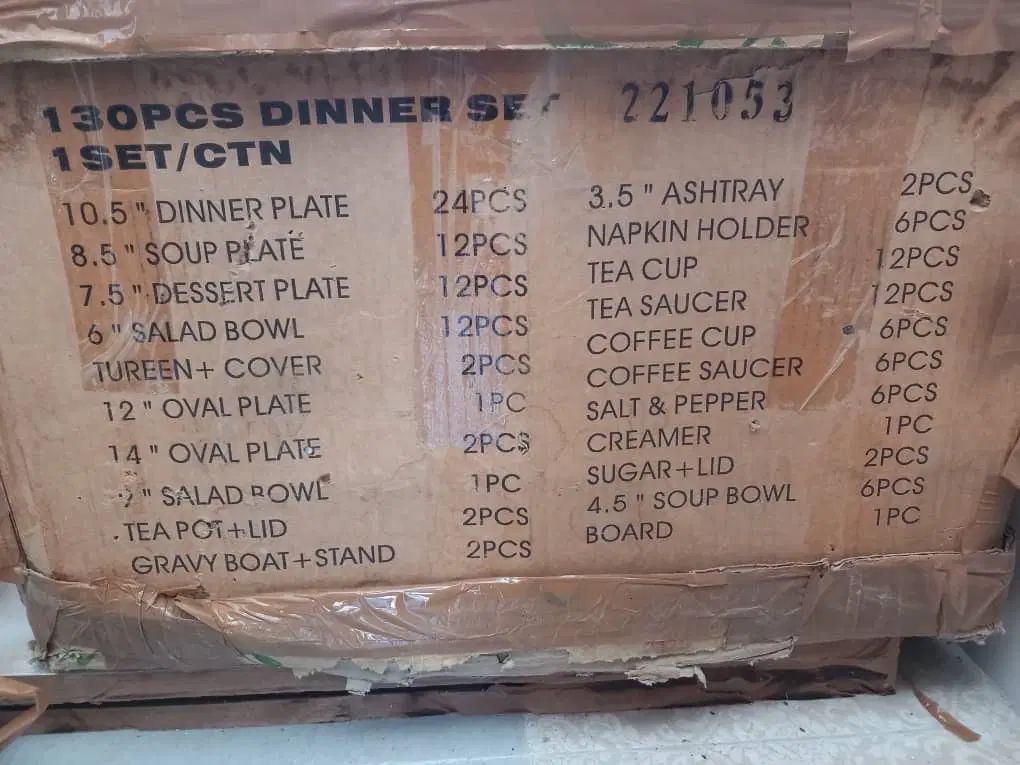 130PCS DINNER SET 221053
1SET/CTN
10.5" DINNER PLATE 24PCS
8.5" SOUP PLATE 12PCS
7.5" DESSERT PLATE 12PCS
6" SALAD BOWL 12PCS
TUREEN+ COVER 2PCS
12" OVAL PLATE 1PC
14" OVAL PLATE 2PCS
" SALAD BOWL 1PC
TEA POT+LID 2PCS
GRAVY BOAT+STAND 2PCS
3.5" ASHTRAY 2PCS
NAPKIN HOLDER 6PCS
TEA CUP 12PCS
TEA SAUCER 12PCS
COFFEE CUP 6PCS
COFFEE SAUCER 6PCS
SALT & PEPPER 6PCS
CREAMER 1PC
SUGAR+LID 2PCS
4.5" SOUP BOWL 6PCS
BOARD 1PC